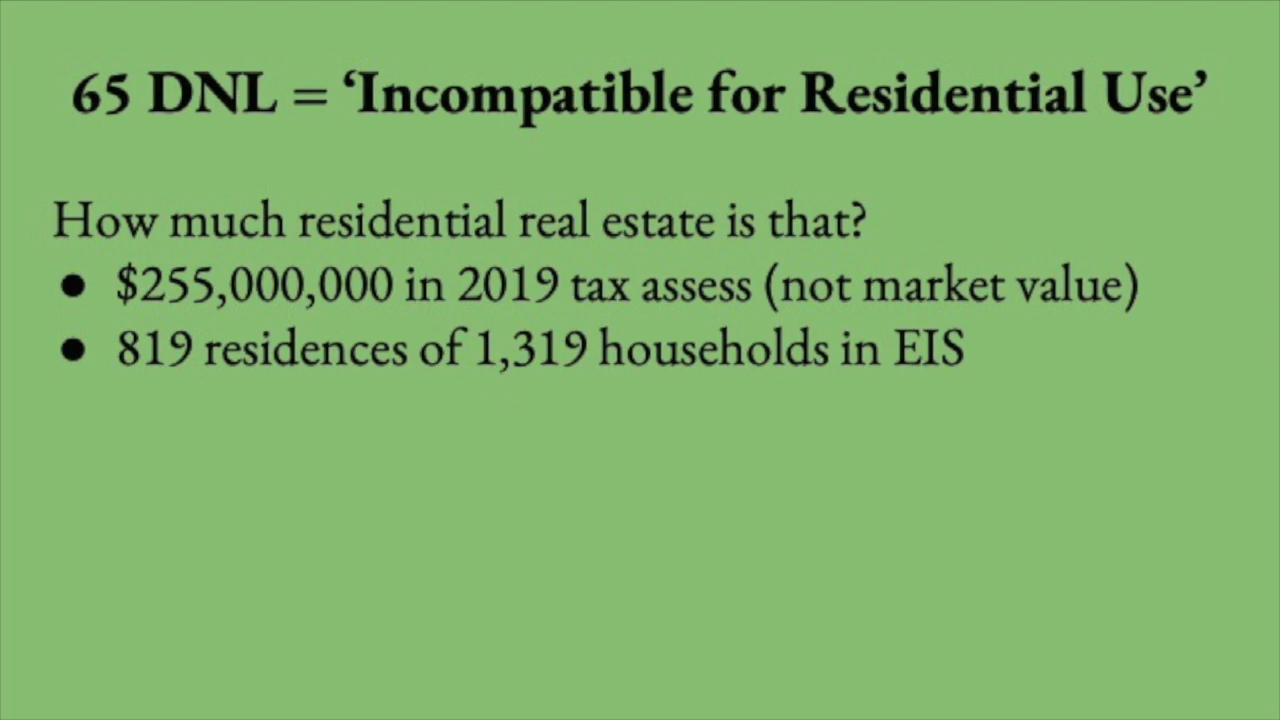 65 DNL = ‘Incompatible for Residential Use’
How much residential real estate is that?
● $255,000,000 in 2019 tax assess (not market value)
● 819 residences of 1,319 households in EIS